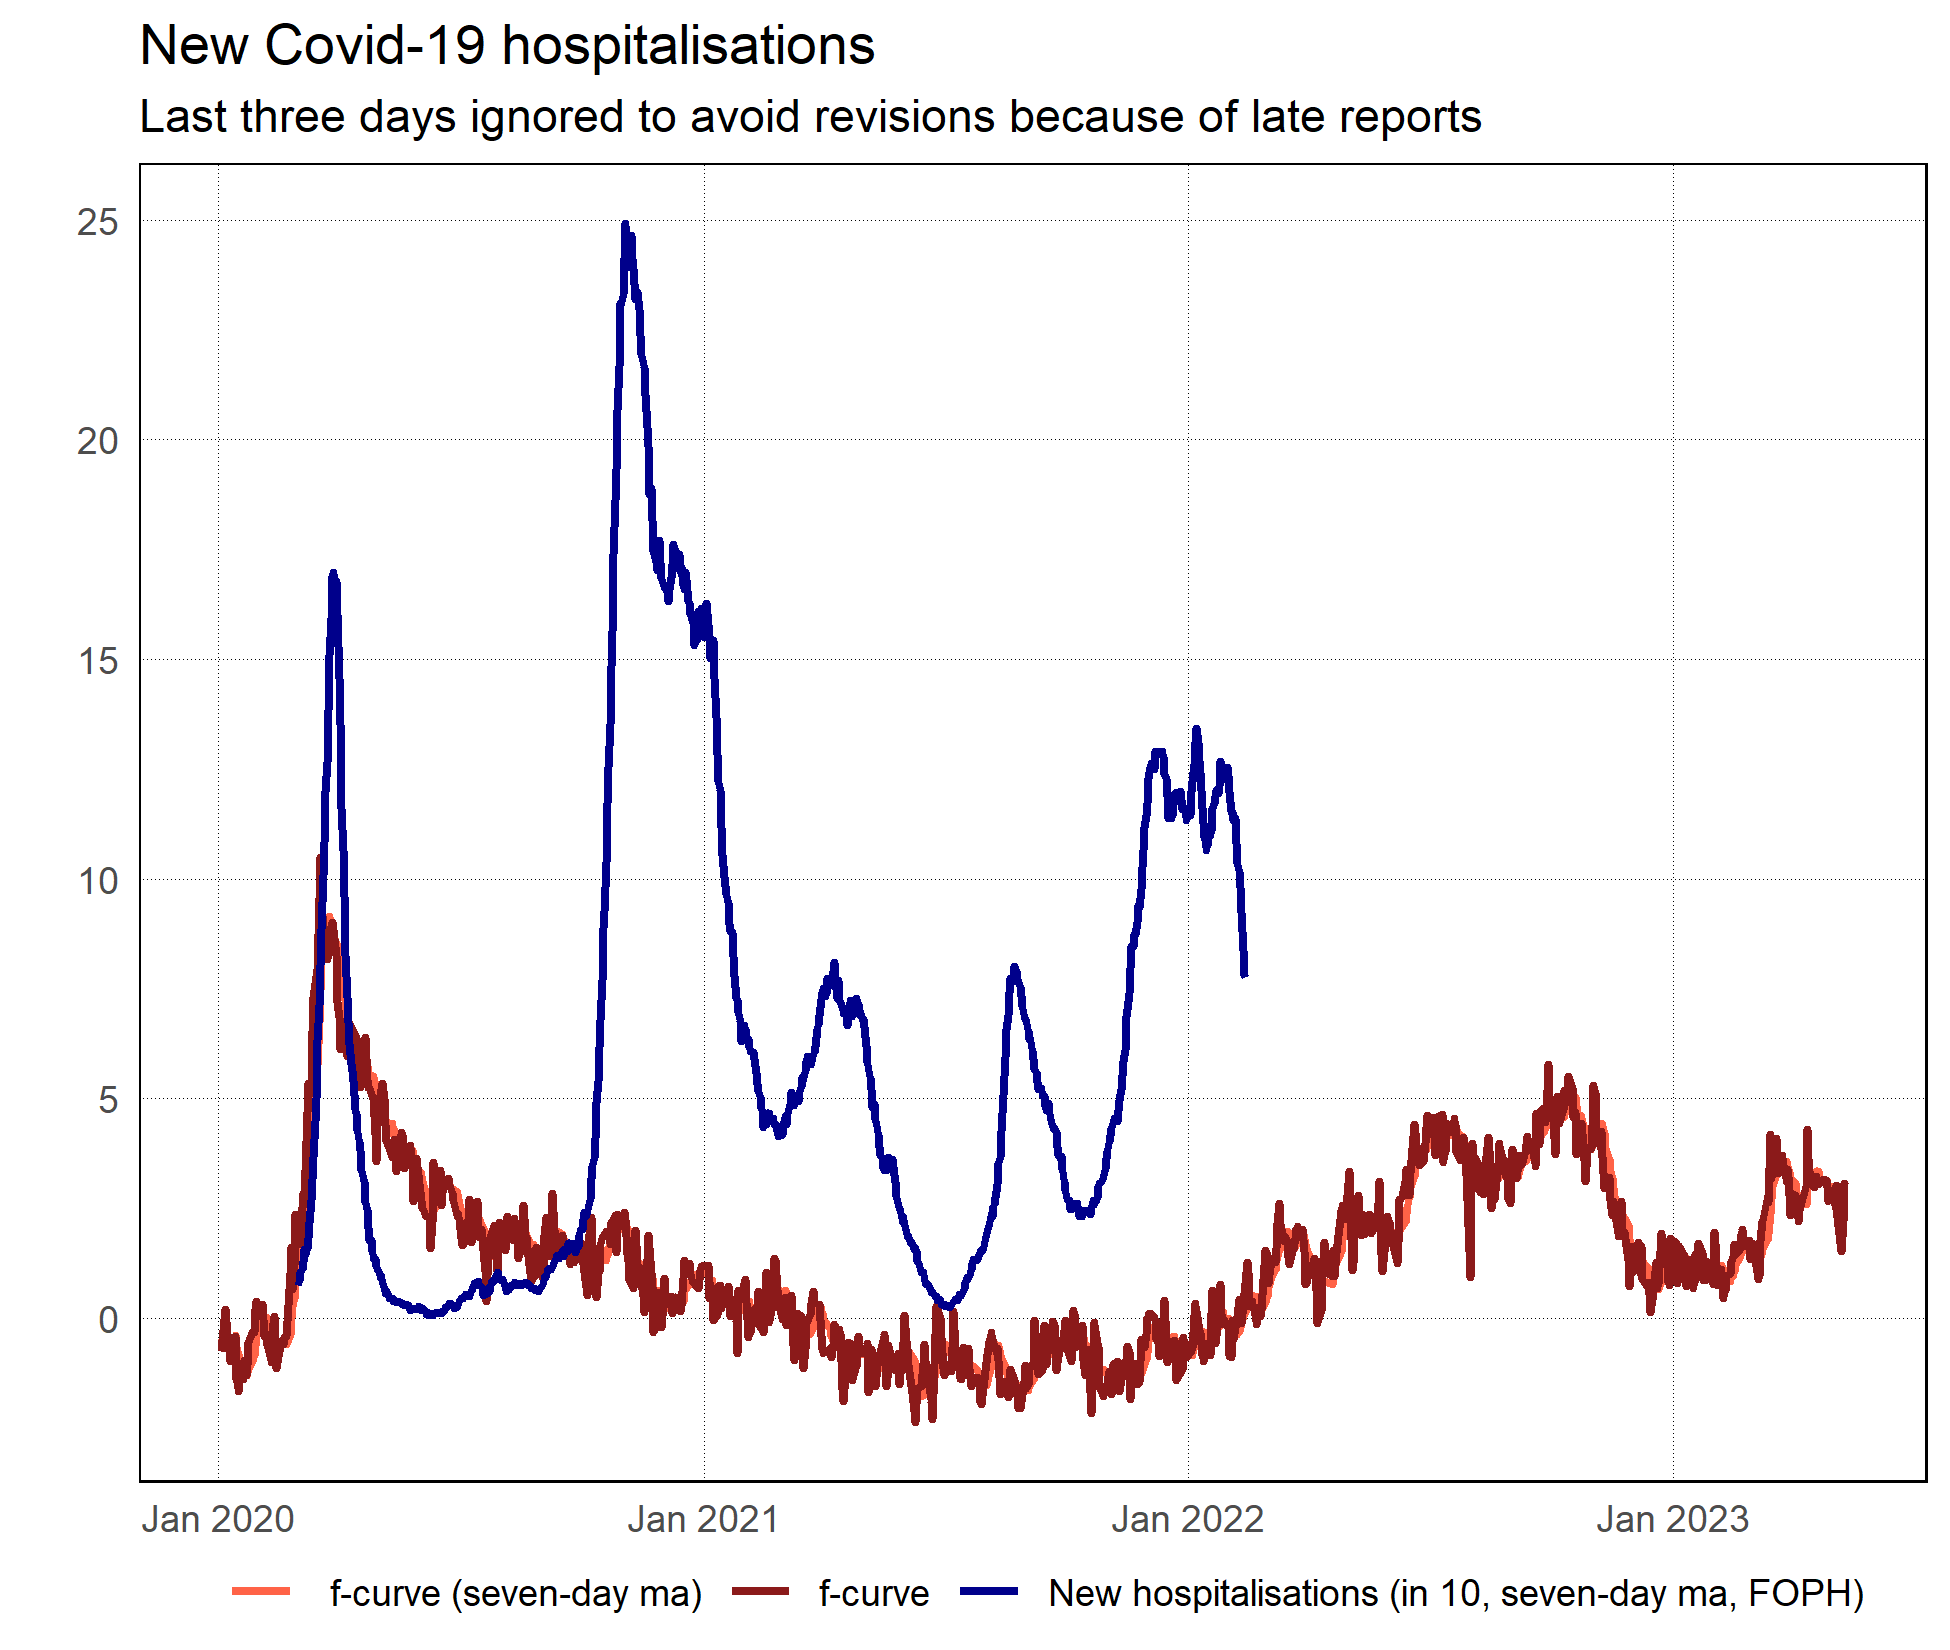 New Covid-19 hospitalisations
Last three days ignored to avoid revisions because of late reports
25
20
15
10
5
0
Jan 2020 Jan 2021 Jan 2022 Jan 2023
f-curve (seven-day ma) f-curve New hospitalisations (in 10, seven-day ma, FOPH)